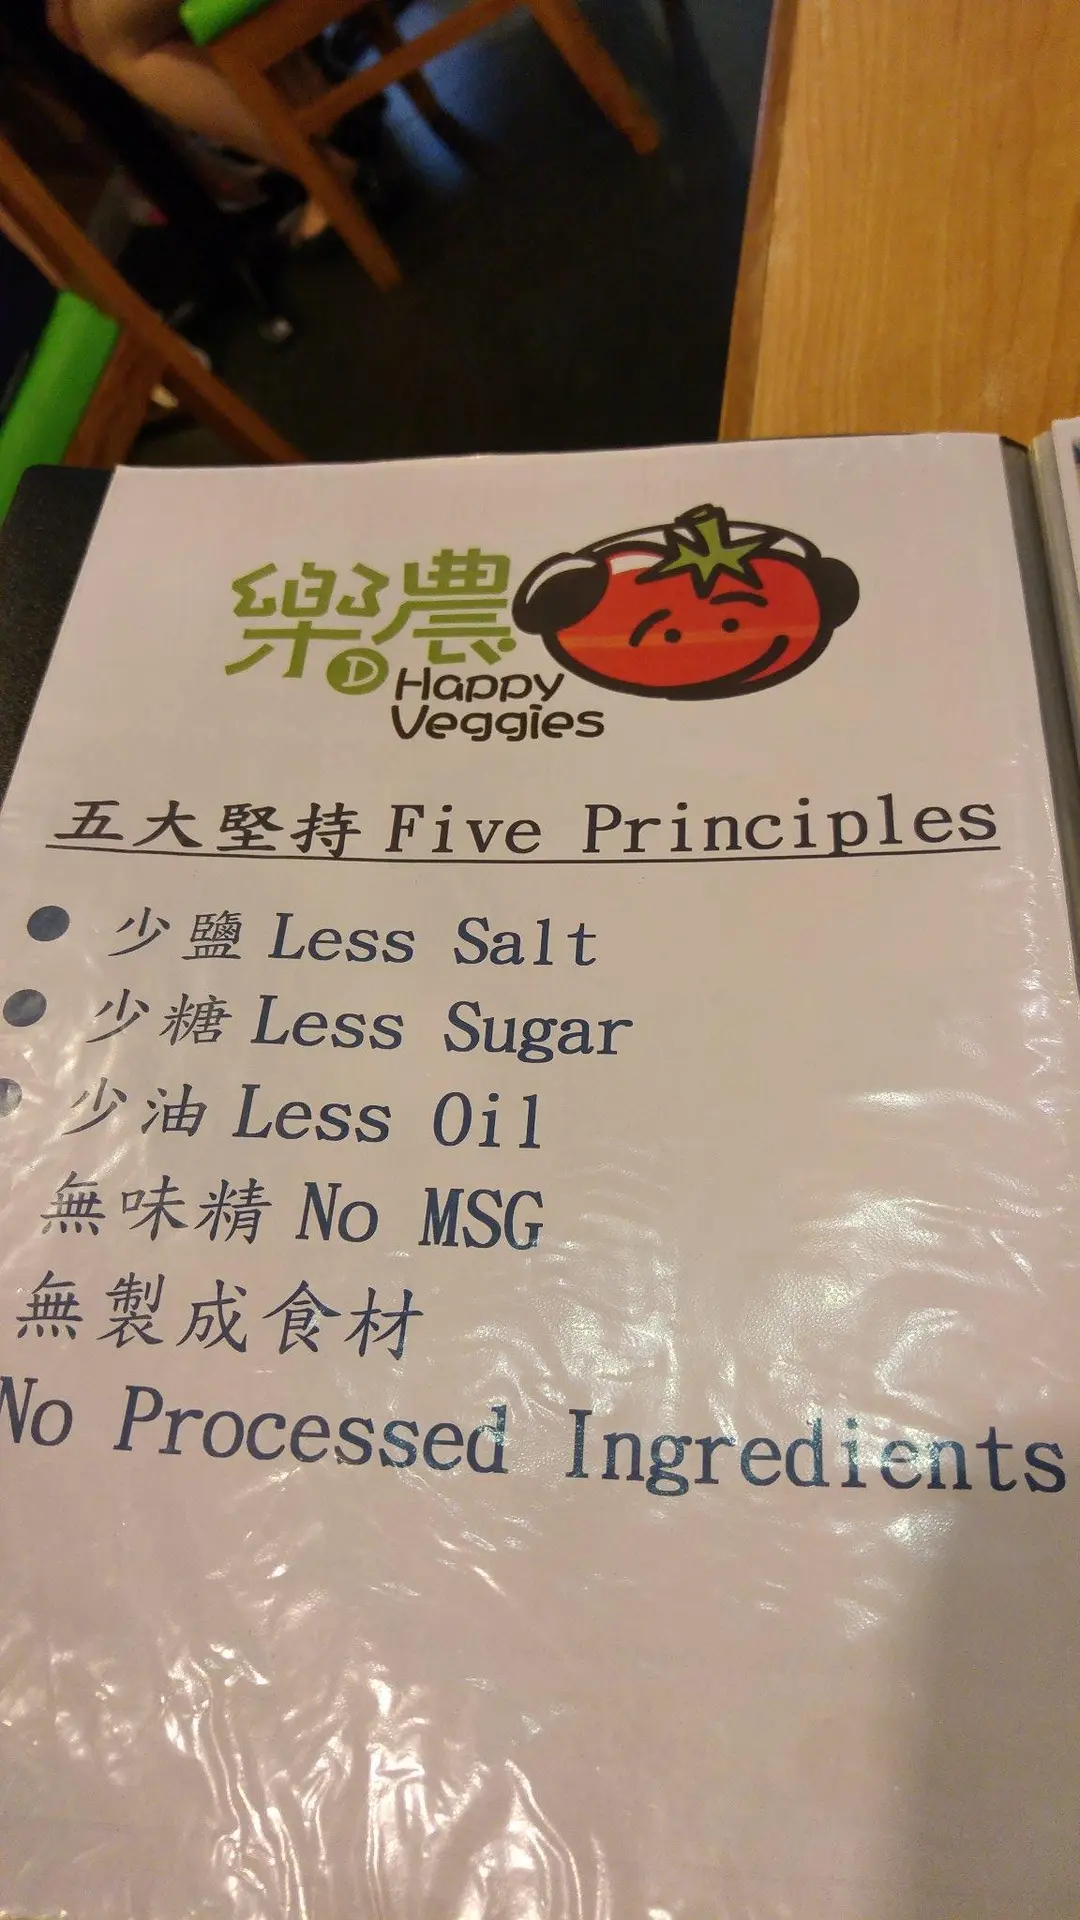 樂農
D Happy
Veggies
五大堅持 Five Principles
● 少鹽 Less Salt
● 少糖 Less Sugar
● 少油 Less Oil
無味精 No MSG
無製成食材
No Processed Ingredients